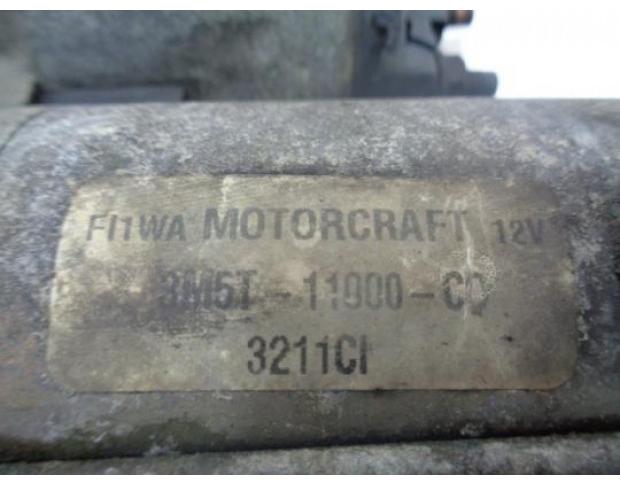 FI1WA MOTORCRAFT 12V
3M5T-11000-CD
3211CI